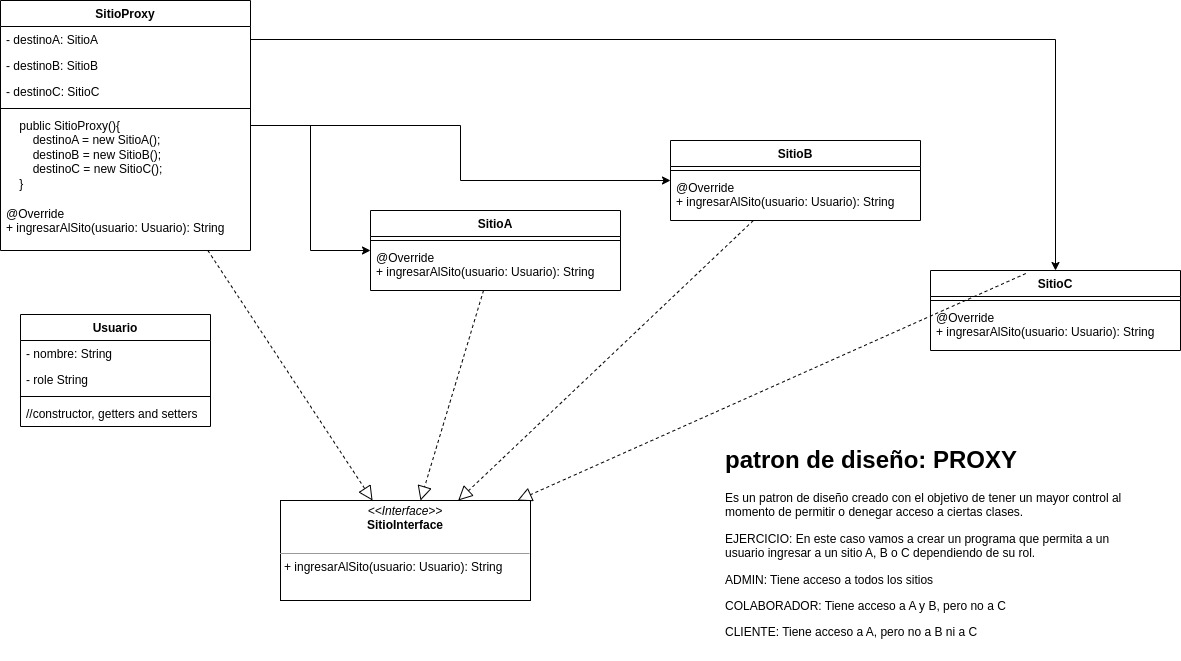 SitioProxy
- destinoA: SitioA
- destinoB: SitioB
- destinoC: SitioC
public SitioProxy(){
destinoA = new SitioA();
destinoB = new SitioB();
destinoC = new SitioC();
}
@Override
+ ingresarAlSito(usuario: Usuario): String
SitioB
@Override
+ ingresarAlSito(usuario: Usuario): String
SitioA
@Override
+ ingresarAlSito(usuario: Usuario): String
SitioC
@Override
+ ingresarAlSito(usuario: Usuario): String
Usuario
- nombre: String
- role String
//constructor, getters and setters
<<Interface>>
SitioInterface
+ ingresarAlSito(usuario: Usuario): String
patron de diseño: PROXY
Es un patron de diseño creado con el objetivo de tener un mayor control al
momento de permitir o denegar acceso a ciertas clases.
EJERCICIO: En este caso vamos a crear un programa que permita a un
usuario ingresar a un sitio A, B o C dependiendo de su rol.
ADMIN: Tiene acceso a todos los sitios
COLABORADOR: Tiene acceso a A y B, pero no a C
CLIENTE: Tiene acceso a A, pero no a B ni a C